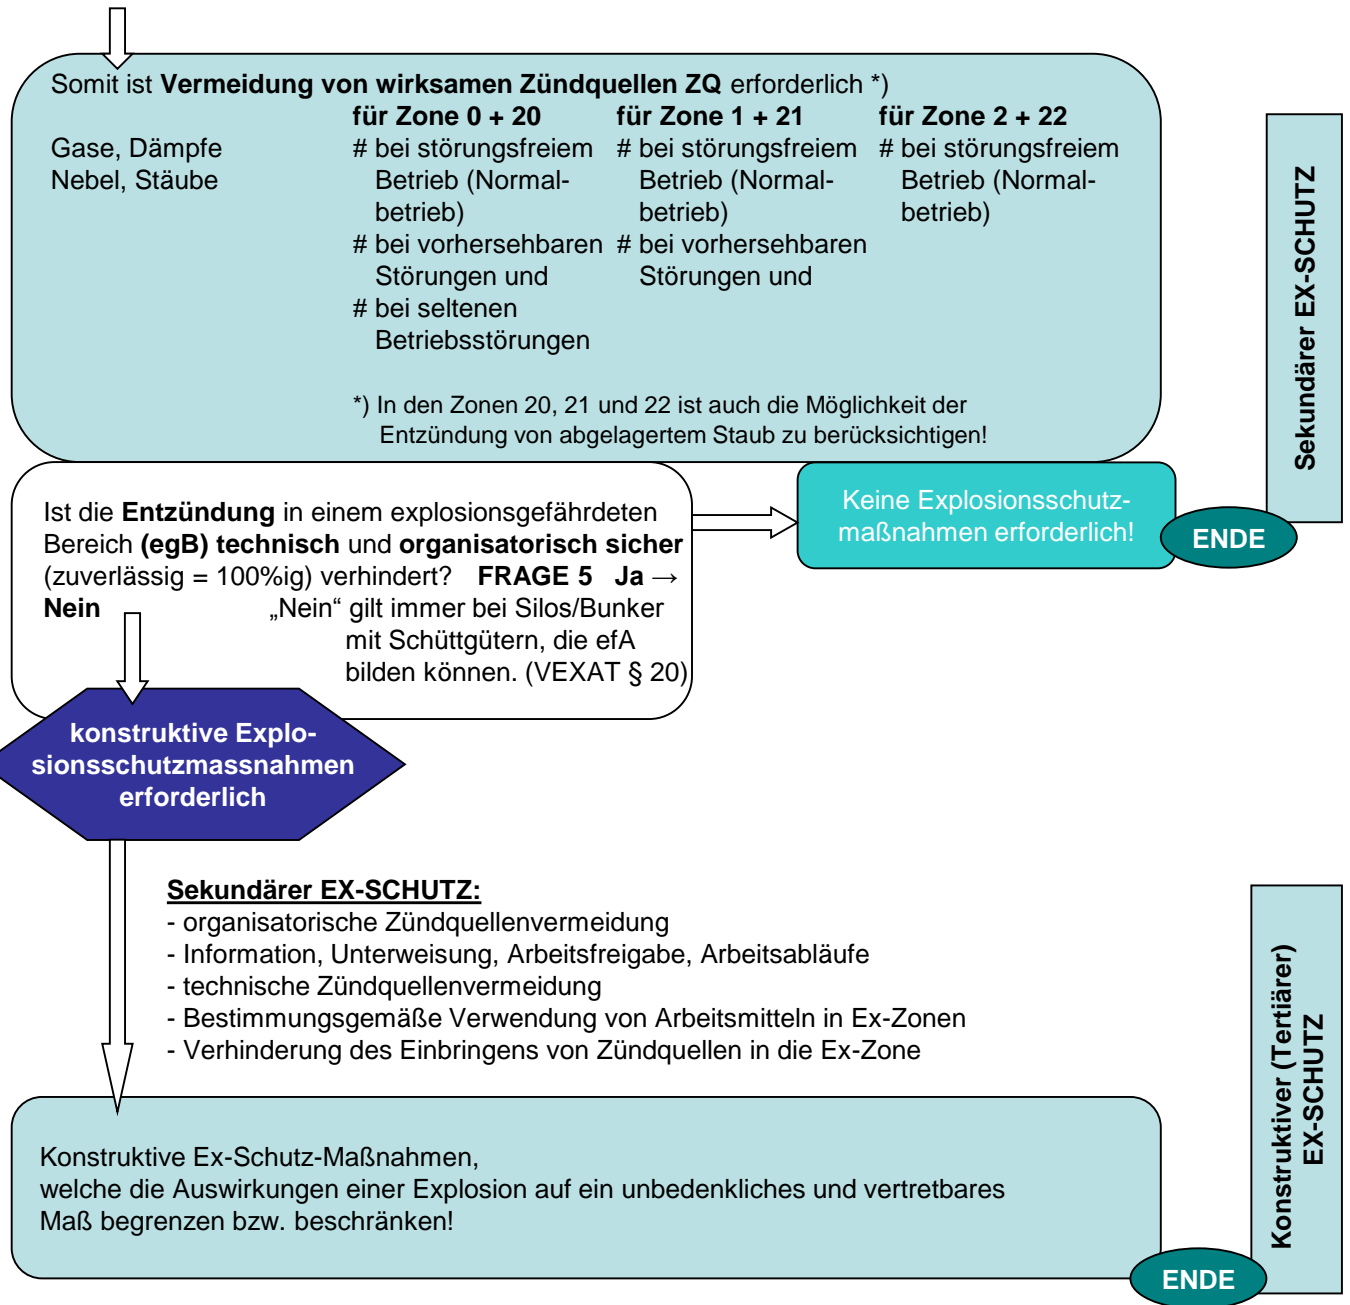 Somit ist Vermeidung von wirksamen Zündquellen ZQ erforderlich *)
für Zone 0 + 20 für Zone 1 + 21 für Zone 2 + 22
Gase, Dämpfe # bei störungsfreiem # bei störungsfreiem # bei störungsfreiem
Nebel, Stäube Betrieb (Normal- Betrieb (Normal- Betrieb (Normal-
betrieb) betrieb) betrieb)
# bei vorhersehbaren # bei vorhersehbaren
Störungen und Störungen und
# bei seltenen
Betriebsstörungen
*) In den Zonen 20, 21 und 22 ist auch die Möglichkeit der
Entzündung von abgelagertem Staub zu berücksichtigen!
Sekundärer EX-SCHUTZ
Ist die Entzündung in einem explosionsgefährdeten
Bereich (egB) technisch und organisatorisch sicher
(zuverlässig = 100%ig) verhindert? FRAGE 5 Ja →
Nein „Nein“ gilt immer bei Silos/Bunker
mit Schüttgütern, die efA
bilden können. (VEXAT § 20)
Keine Explosionsschutz-
maßnahmen erforderlich!
ENDE
konstruktive Explo-
sionsschutzmassnahmen
erforderlich
Sekundärer EX-SCHUTZ:
- organisatorische Zündquellenvermeidung
- Information, Unterweisung, Arbeitsfreigabe, Arbeitsabläufe
- technische Zündquellenvermeidung
- Bestimmungsgemäße Verwendung von Arbeitsmitteln in Ex-Zonen
- Verhinderung des Einbringens von Zündquellen in die Ex-Zone
Konstruktive Ex-Schutz-Maßnahmen,
welche die Auswirkungen einer Explosion auf ein unbedenkliches und vertretbares
Maß begrenzen bzw. beschränken!
Konstruktiver (Tertiärer)
EX-SCHUTZ
ENDE